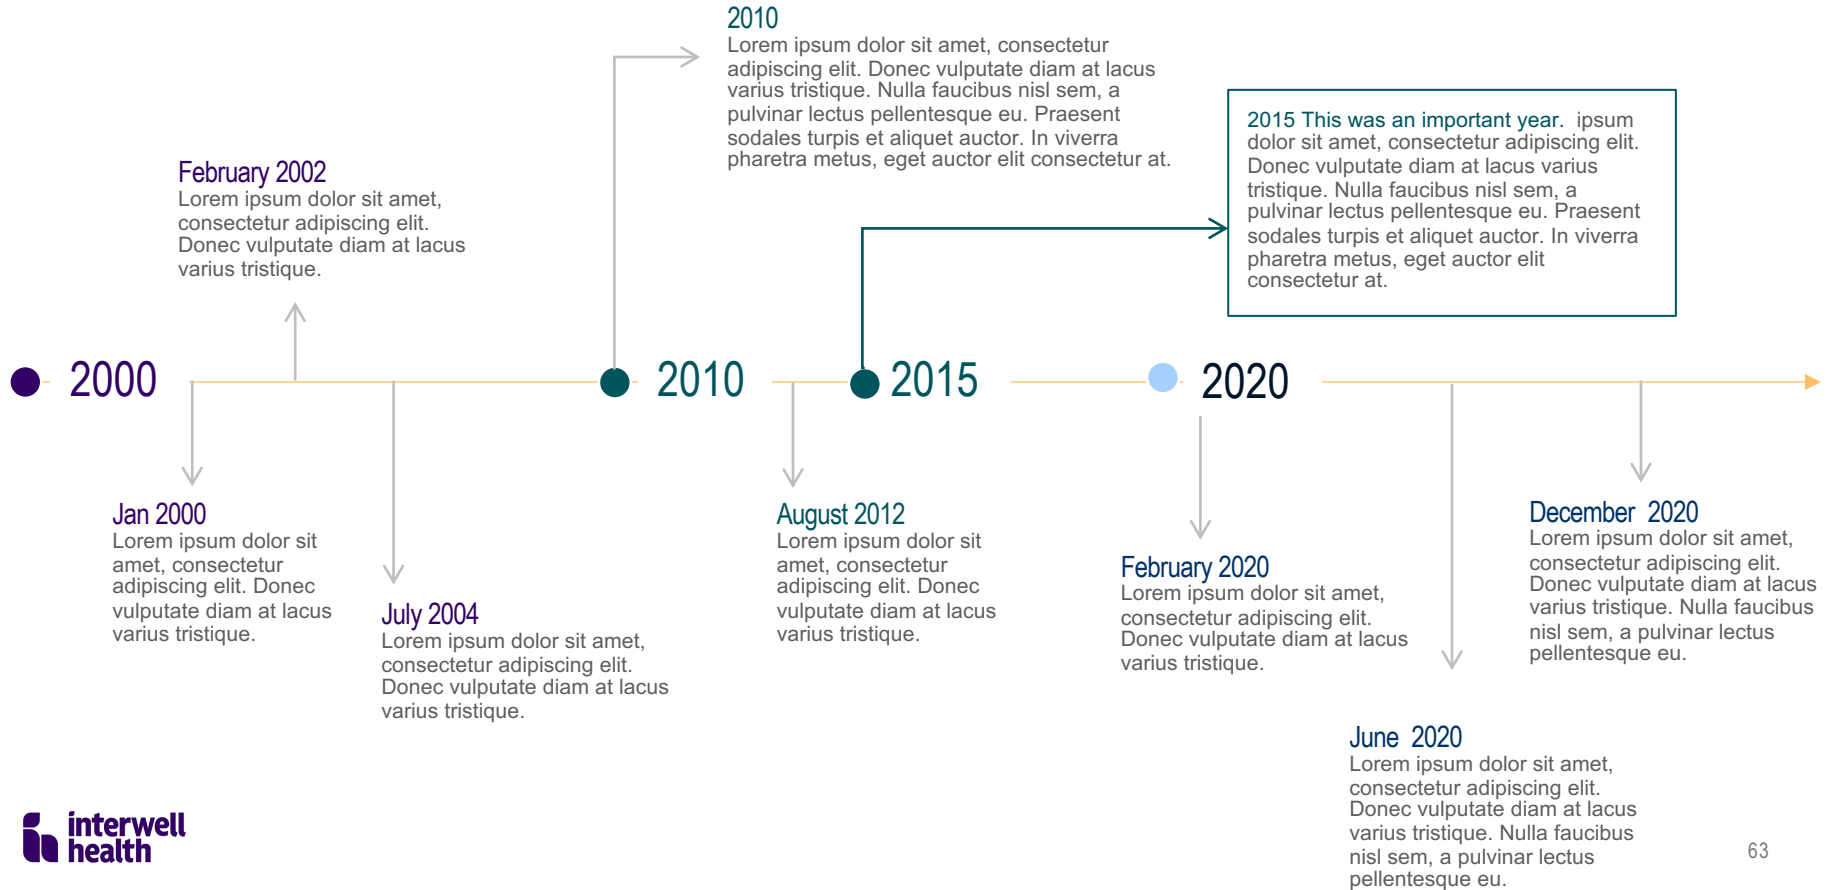 2010
Lorem ipsum dolor sit amet, consectetur
adipiscing elit. Donec vulputate diam at lacus
varius tristique. Nulla faucibus nisl sem, a
pulvinar lectus pellentesque eu. Praesent
sodales turpis et aliquet auctor. In viverra
pharetra metus, eget auctor elit consectetur at.
2015 This was an important year.  ipsum
dolor sit amet, consectetur adipiscing elit.
Donec vulputate diam at lacus varius
tristique. Nulla faucibus nisl sem, a
pulvinar lectus pellentesque eu. Praesent
sodales turpis et aliquet auctor. In viverra
pharetra metus, eget auctor elit
consectetur at.
February 2002
Lorem ipsum dolor sit amet,
consectetur adipiscing elit.
Donec vulputate diam at lacus
varius tristique.
2000
2010
2015
2020
Jan 2000
Lorem ipsum dolor sit
amet, consectetur
adipiscing elit. Donec
vulputate diam at lacus
varius tristique.
July 2004
Lorem ipsum dolor sit amet,
consectetur adipiscing elit.
Donec vulputate diam at lacus
varius tristique.
August 2012
Lorem ipsum dolor sit
amet, consectetur
adipiscing elit. Donec
vulputate diam at lacus
varius tristique.
February 2020
Lorem ipsum dolor sit amet,
consectetur adipiscing elit.
Donec vulputate diam at lacus
varius tristique.
December  2020
Lorem ipsum dolor sit amet,
consectetur adipiscing elit.
Donec vulputate diam at lacus
varius tristique. Nulla faucibus
nisl sem, a pulvinar lectus
pellentesque eu.
June  2020
Lorem ipsum dolor sit amet,
consectetur adipiscing elit.
Donec vulputate diam at lacus
varius tristique. Nulla faucibus
nisl sem, a pulvinar lectus
pellentesque eu.
interwell
health
63